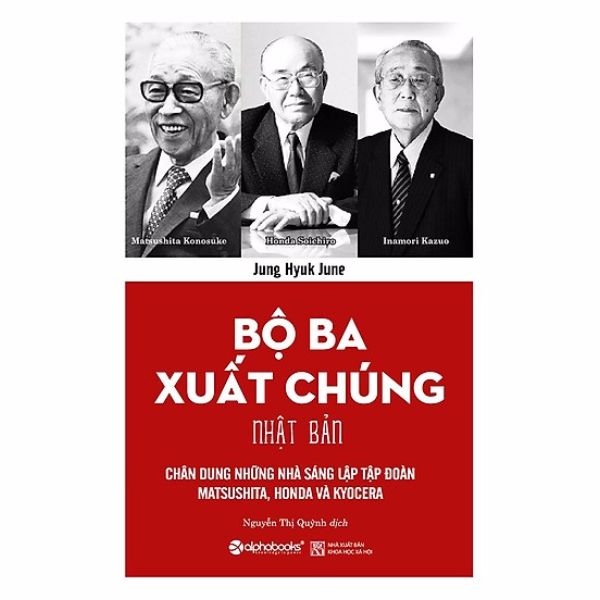 Matsushita Konosuke
Honda Soichiro
Inamori Kazuo
Jung Hyuk June
BỘ BA
XUẤT CHÚNG
NHẬT BẢN
CHÂN DUNG NHỮNG NHÀ SÁNG LẬP TẬP ĐOÀN
MATSUSHITA, HONDA VÀ KYOCERA
Nguyễn Thị Quỳnh dịch
alphabooks
NHÀ XUẤT BẢN
KHOA HỌC XÃ HỘI